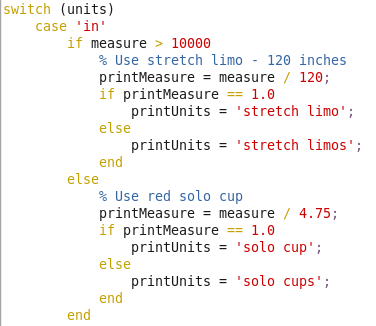 switch (units)
    case 'in'
        if measure > 10000
            % Use stretch limo - 120 inches
            printMeasure = measure / 120;
            if printMeasure == 1.0
                printUnits = 'stretch limo';
            else
                printUnits = 'stretch limos';
            end
        else
            % Use red solo cup
            printMeasure = measure / 4.75;
            if printMeasure == 1.0
                printUnits = 'solo cup';
            else
                printUnits = 'solo cups';
            end
        end